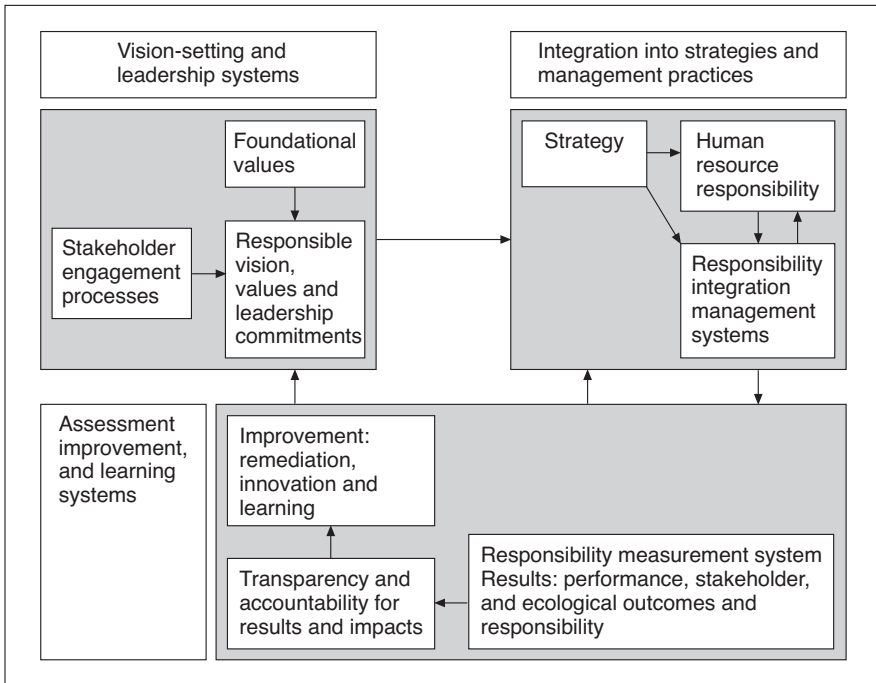 Vision-setting and
leadership systems
Integration into strategies and
management practices
Foundational
values
Stakeholder
engagement
processes
Responsible
vision,
values and
leadership
commitments
Strategy
Human
resource
responsibility
Responsibility
integration
management
systems
Assessment
improvement,
and learning
systems
Improvement:
remediation,
innovation and
learning
Transparency and
accountability for
results and impacts
Responsibility measurement system
Results: performance, stakeholder,
and ecological outcomes and
responsibility